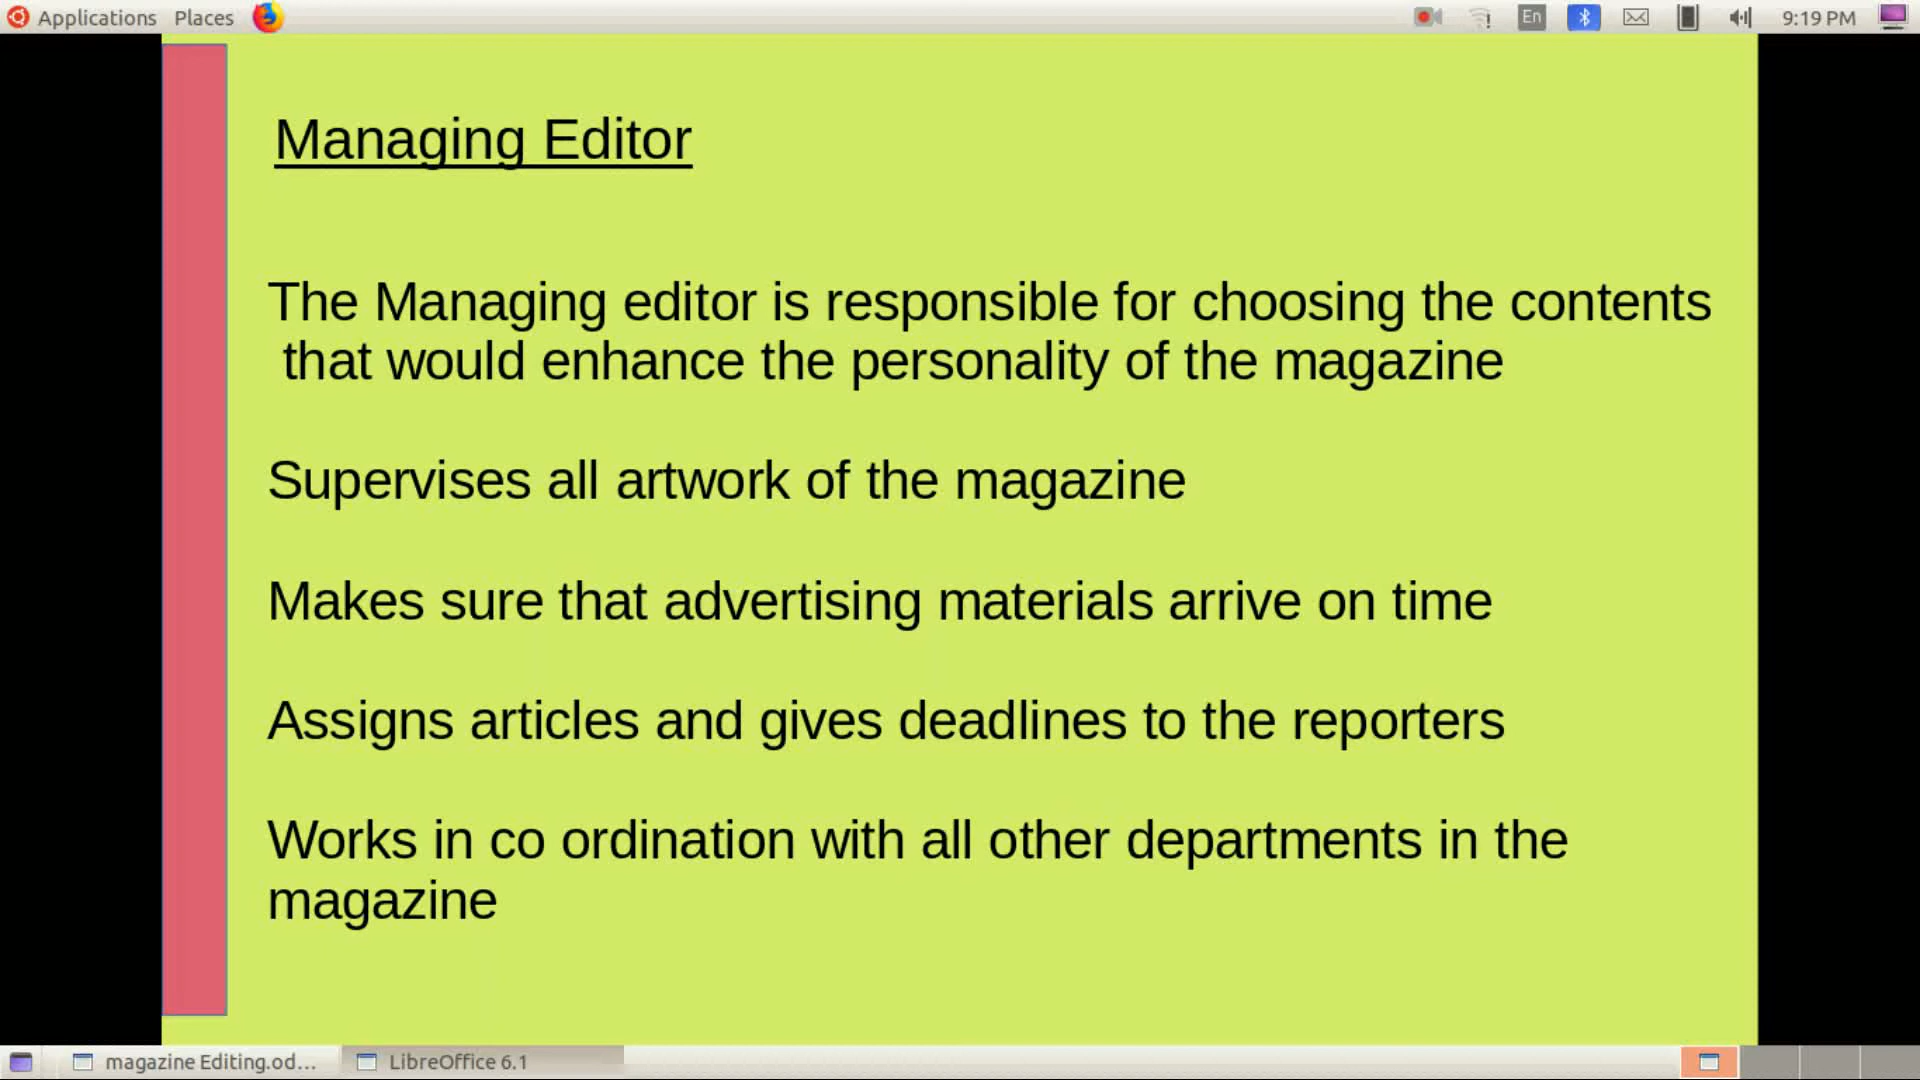 Applications Places En 9:19 PM
Managing Editor
The Managing editor is responsible for choosing the contents
that would enhance the personality of the magazine
Supervises all artwork of the magazine
Makes sure that advertising materials arrive on time
Assigns articles and gives deadlines to the reporters
Works in co ordination with all other departments in the
magazine
magazine Editing.od... LibreOffice 6.1